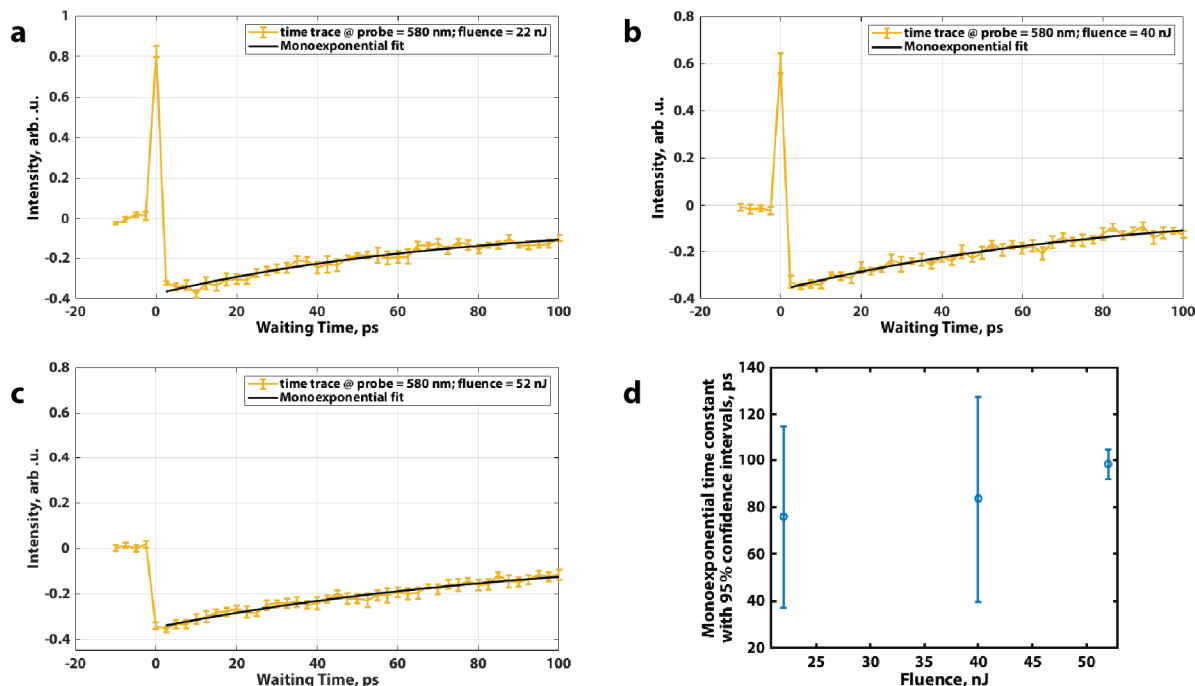 a
1
0.8
0.6
0.4
0.2
0
-0.2
-0.4
Intensity, arb. .u.
-20
0
20
40
60
80
100
Waiting Time, ps
time trace @ probe = 580 nm; fluence = 22 nJ
Monoexponential fit
b
0.8
0.6
0.4
0.2
0
-0.2
-0.4
Intensity, arb .u.
-20
0
20
40
60
80
100
Waiting Time, ps
time trace @ probe = 580 nm; fluence = 40 nJ
Monoexponential fit
c
0.8
0.6
0.4
0.2
0
-0.2
-0.4
Intensity, arb .u.
-20
0
20
40
60
80
100
Waiting Time, ps
time trace @ probe = 580 nm; fluence = 52 nJ
Monoexponential fit
d
140
120
100
80
60
40
20
Monoexponential time constant
with 95% confidence intervals, ps
25
30
35
40
45
50
Fluence, nJ